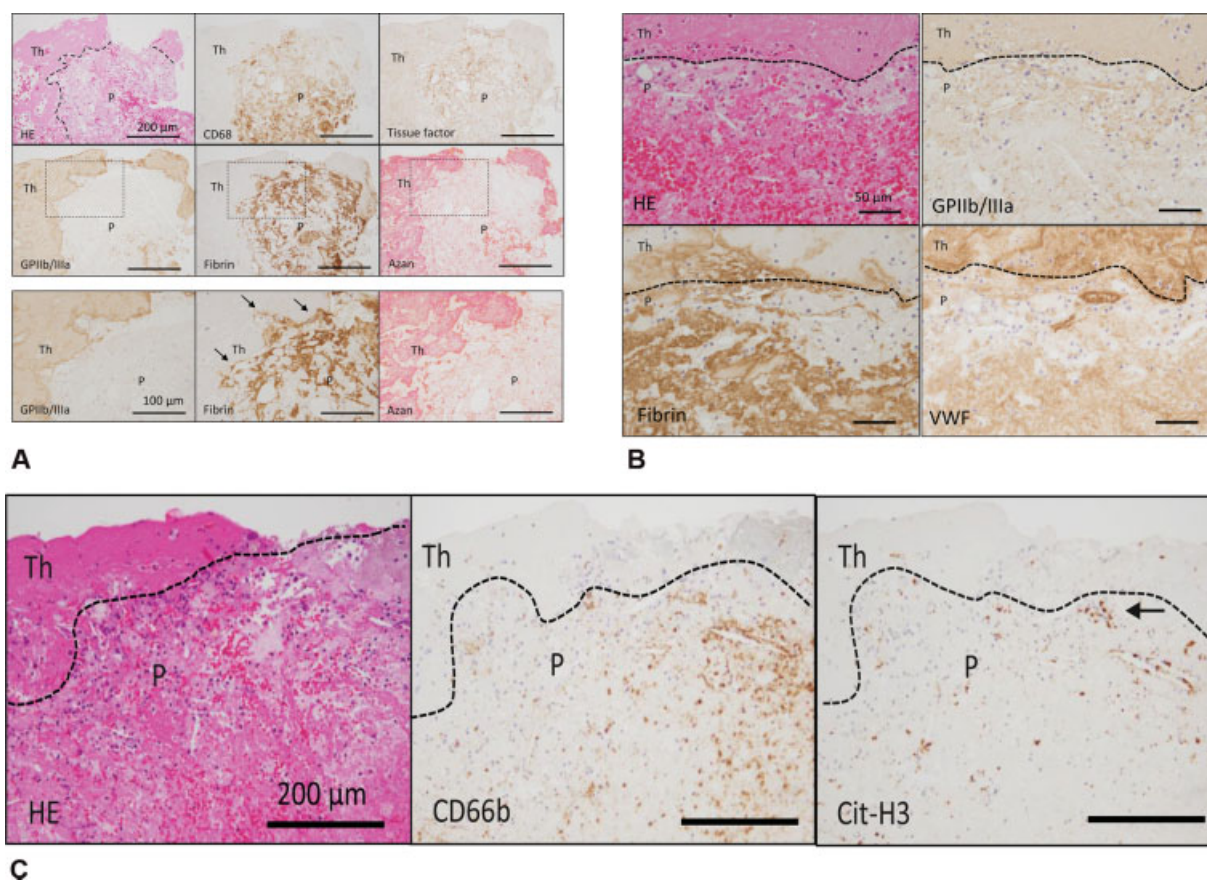 Th
P
HE
200 μm
Th
P
CD68
Th
P
Tissue factor
Th
P
GPIIb/IIIa
Th
P
Fibrin
Th
P
Azan
Th
P
GPIIb/IIIa
100 μm
Th
P
Fibrin
Th
P
Azan
A
Th
P
HE
50 μm
Th
P
GPIIb/IIIa
Th
P
Fibrin
Th
P
VWF
B
Th
P
HE
200 μm
Th
P
CD66b
Th
P
Cit-H3
C